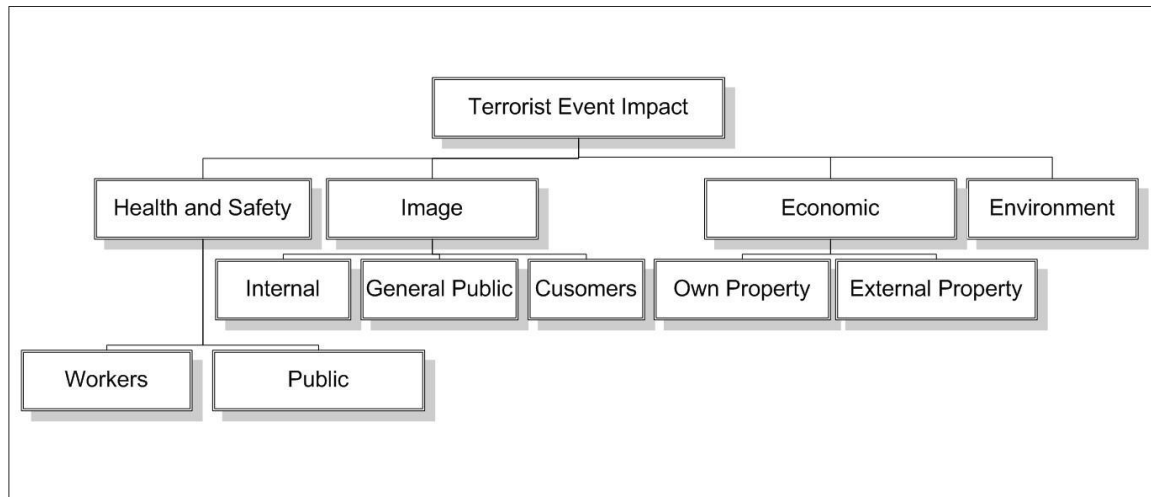 Terrorist Event Impact
Health and Safety
Image
Economic
Environment
Internal
General Public
Cusomers
Own Property
External Property
Workers
Public